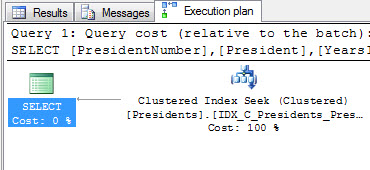 Results Messages Execution plan
Query 1: Query cost (relative to the batch):
SELECT [PresidentNumber],[President],[Years
SELECT
Cost: 0 %
Clustered Index Seek (Clustered)
[Presidents].[IDX_C_Presidents_Pres…
Cost: 100 %